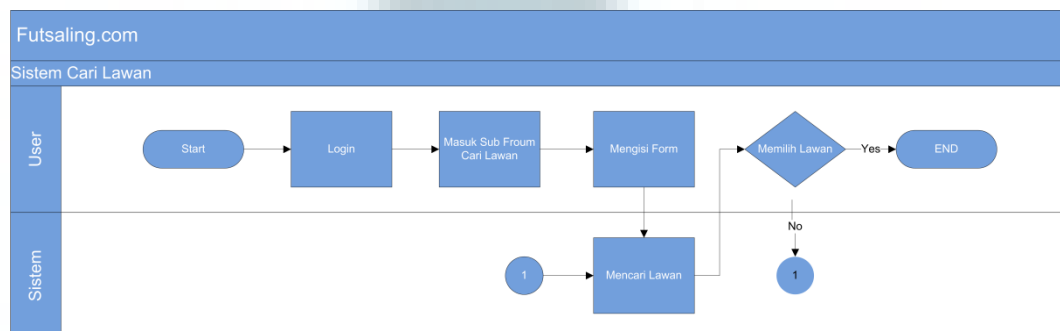 Futsaling.com
Sistem Cari Lawan
User
Start
Login
Masuk Sub Froum
Cari Lawan
Mengisi Form
Memilih Lawan
Yes
END
No
Sistem
1
Mencari Lawan
1